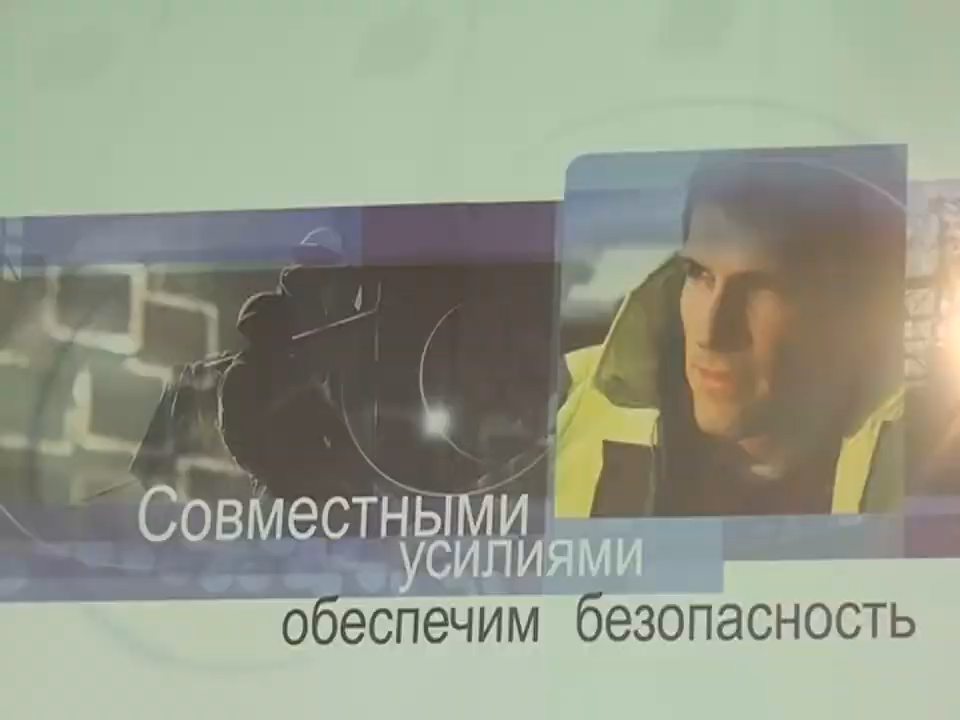 Совместными
усилиями
обеспечим безопасность